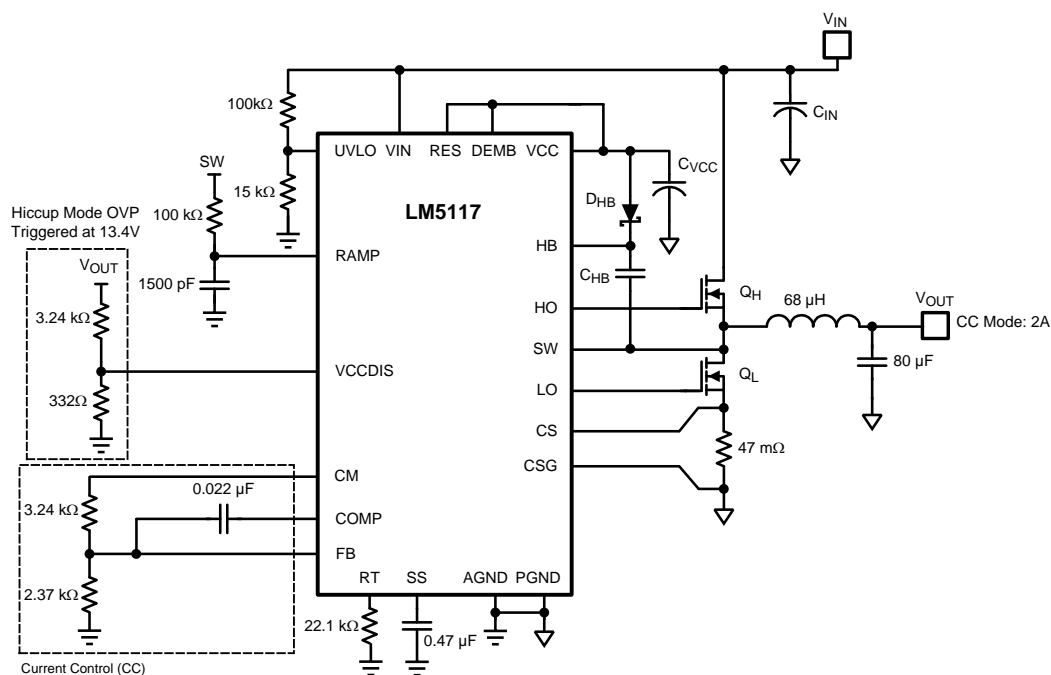 VIN
100kΩ
CIN
UVLO VIN RES DEMB VCC
CVCC
SW
15 kΩ
DHB
LM5117
100 kΩ
Hiccup Mode OVP
Triggered at 13.4V
HB
RAMP
CHB
VOUT
1500 pF
QH
68 µH
VOUT
HO
CC Mode: 2A
3.24 kΩ
SW
80 µF
VCCDIS
QL
LO
332Ω
CS
47 mΩ
CSG
CM
0.022 µF
3.24 kΩ
COMP
FB
RT SS AGND PGND
2.37 kΩ
22.1 kΩ
0.47 µF
Current Control (CC)